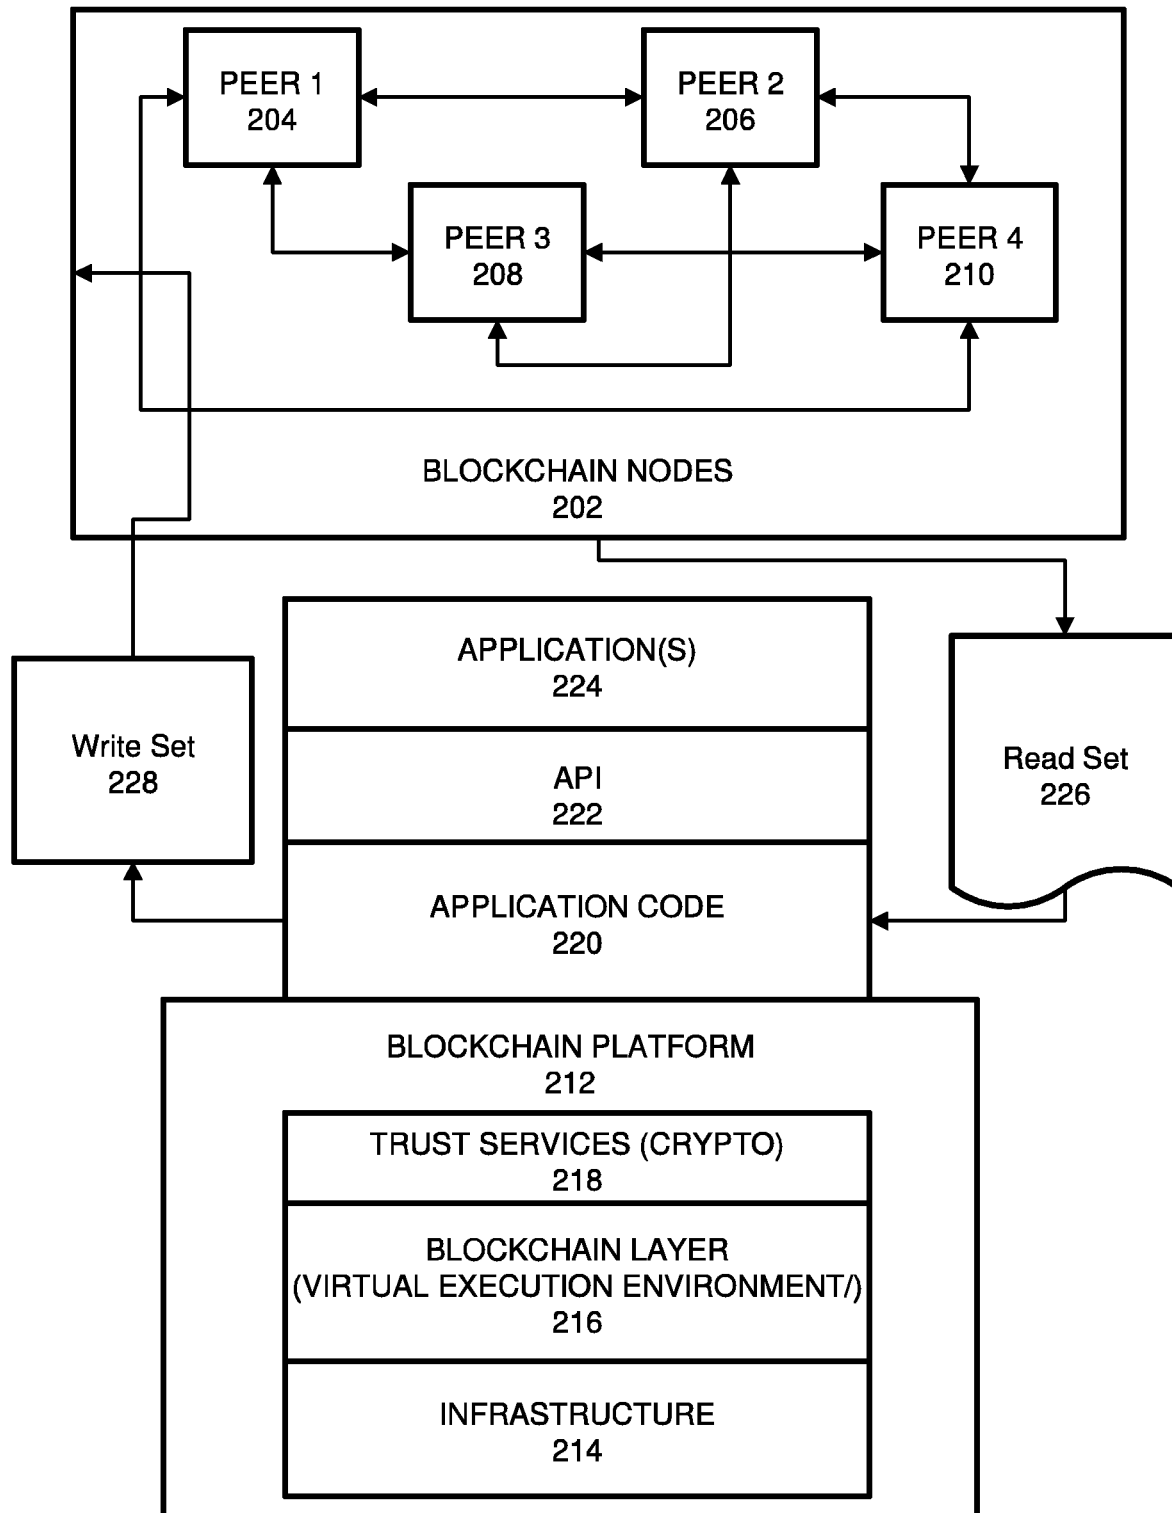 PEER 1
204
PEER 2
206
PEER 3
208
PEER 4
210
BLOCKCHAIN NODES
202
APPLICATION(S)
224
Write Set
228
API
222
Read Set
226
APPLICATION CODE
220
BLOCKCHAIN PLATFORM
212
TRUST SERVICES (CRYPTO)
218
BLOCKCHAIN LAYER
(VIRTUAL EXECUTION ENVIRONMENT/)
216
INFRASTRUCTURE
214